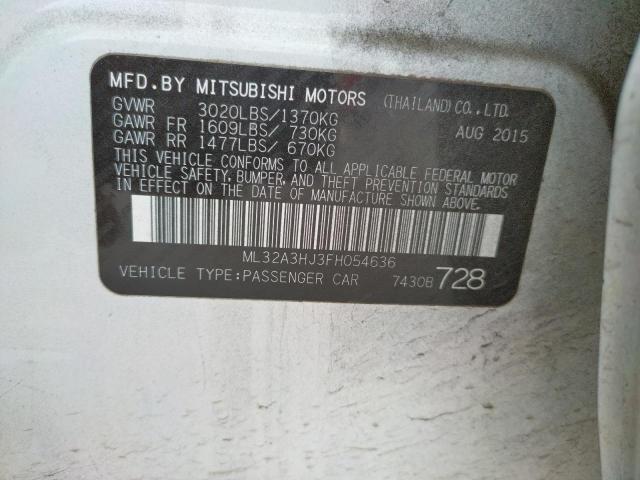 MFD.BY MITSUBISHI MOTORS (THAILAND) CO.,LTD.
GVWR 3020LBS/1370KG AUG 2015
GAWR FR 1609LBS/ 730KG
GAWR RR 1477LBS/ 670KG
THIS VEHICLE CONFORMS TO ALL APPLICABLE FEDERAL MOTOR
VEHICLE SAFETY, BUMPER, AND THEFT PREVENTION STANDARDS
IN EFFECT ON THE DATE OF MANUFACTURE SHOWN ABOVE.
ML32A3HJ3FH054636
VEHICLE TYPE:PASSENGER CAR 7430B 728